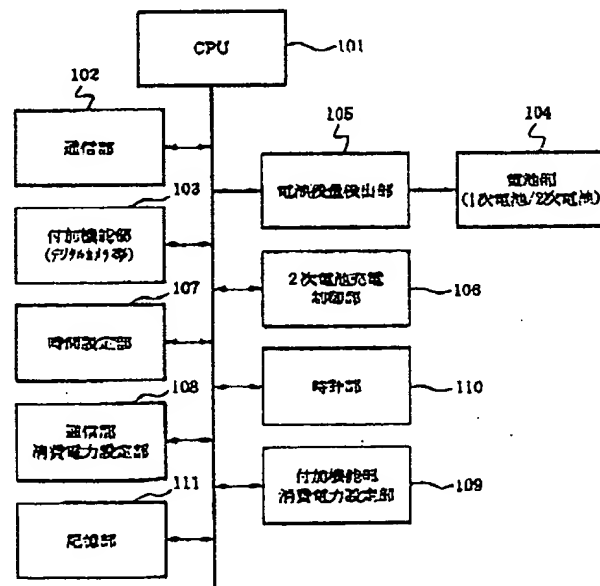 CPU
101
102
通信部
105
104
電池残量検出部
電池部
(1次電池/2次電池)
103
付加機能部
(デジタルカメラ等)
2次電池充電
制御部
106
107
時間設定部
時計部
110
108
通信部
消費電力設定部
付加機能部
消費電力設定部
109
111
記憶部